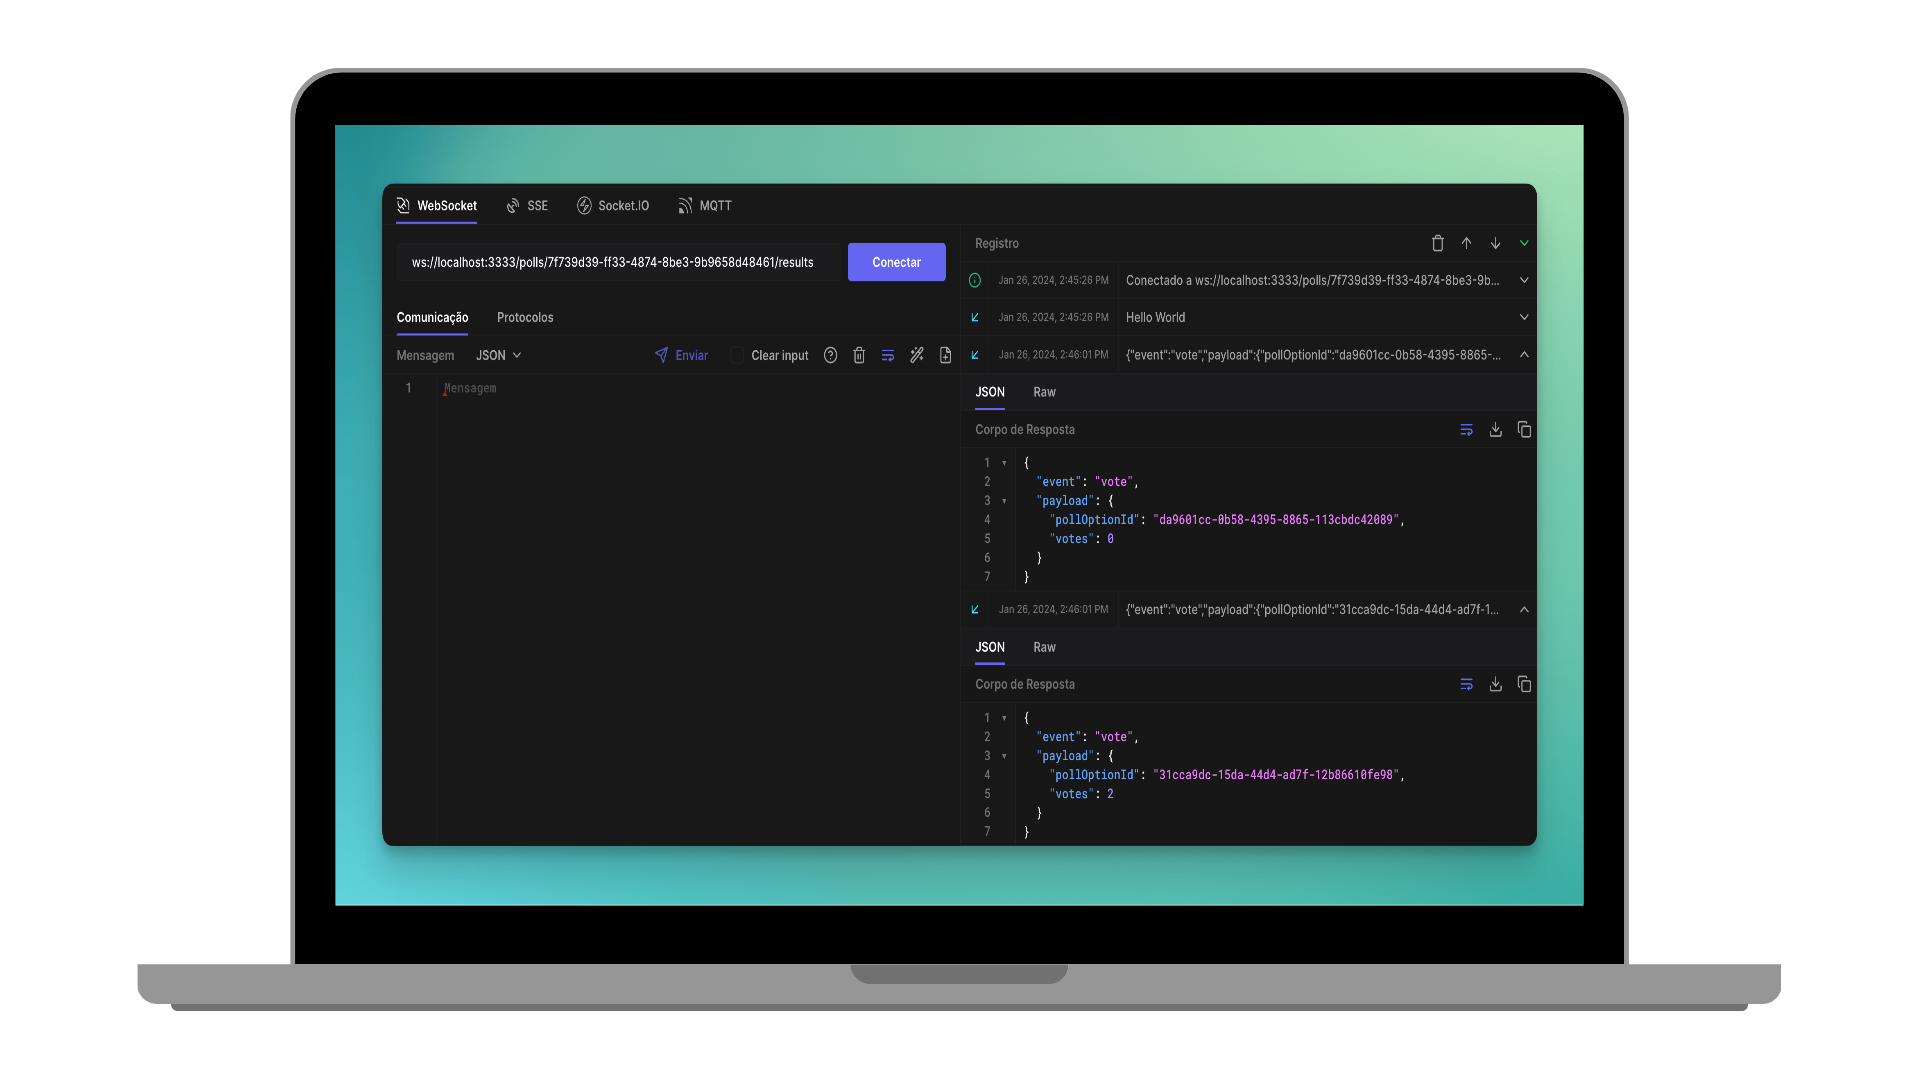 WebSocket SSE Socket.IO MQTT
ws://localhost:3333/polls/7f739d39-ff33-4874-8be3-9b9658d48461/results Conectar
Comunicação Protocolos
Mensagem JSON Enviar Clear input
1 Mensagem
Registro
Jan 26, 2024, 2:45:26 PM Conectado a ws://localhost:3333/polls/7f739d39-ff33-4874-8be3-9b...
Jan 26, 2024, 2:45:26 PM Hello World
Jan 26, 2024, 2:46:01 PM {"event":"vote","payload":{"pollOptionId":"da9601cc-0b58-4395-8865-...
JSON Raw
Corpo de Resposta
1 {
2 "event": "vote",
3 "payload": {
4 "pollOptionId": "da9601cc-0b58-4395-8865-113cbdc42089",
5 "votes": 0
6 }
7 }
Jan 26, 2024, 2:46:01 PM {"event":"vote","payload":{"pollOptionId":"31cca9dc-15da-44d4-ad7f-1...
JSON Raw
Corpo de Resposta
1 {
2 "event": "vote",
3 "payload": {
4 "pollOptionId": "31cca9dc-15da-44d4-ad7f-12b86610fe98",
5 "votes": 2
6 }
7 }